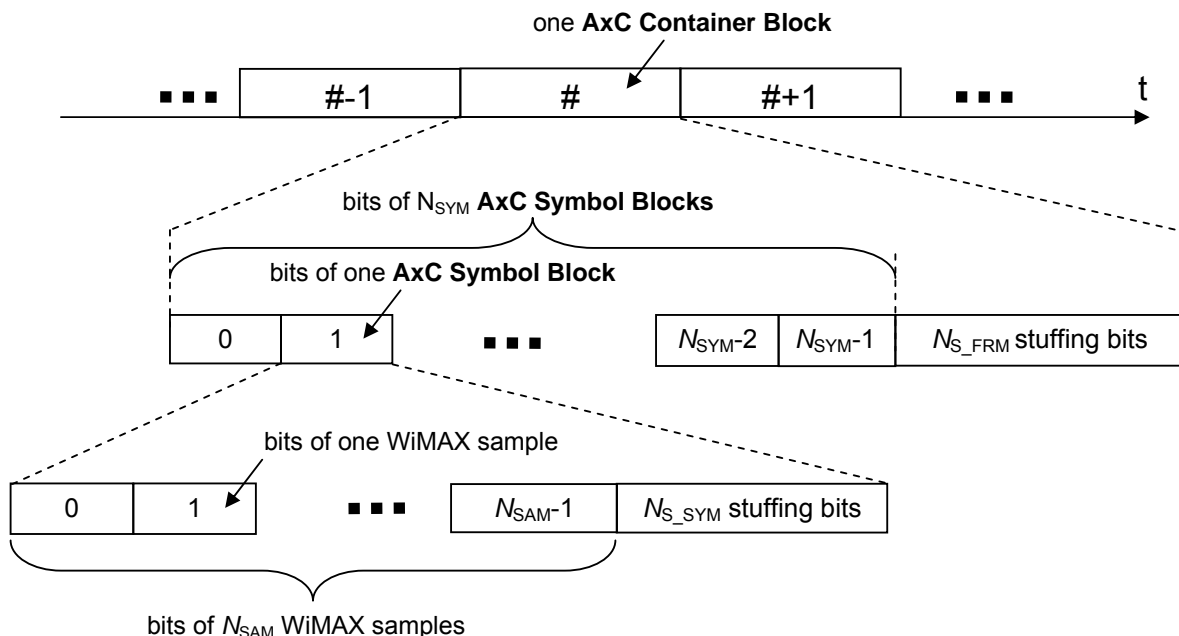 one AxC Container Block
#-1 # #+1 t
bits of NSYM AxC Symbol Blocks
bits of one AxC Symbol Block
0 1 NSYM-2 NSYM-1 NS_FRM stuffing bits
bits of one WiMAX sample
0 1 NSAM-1 NS_SYM stuffing bits
bits of NSAM WiMAX samples